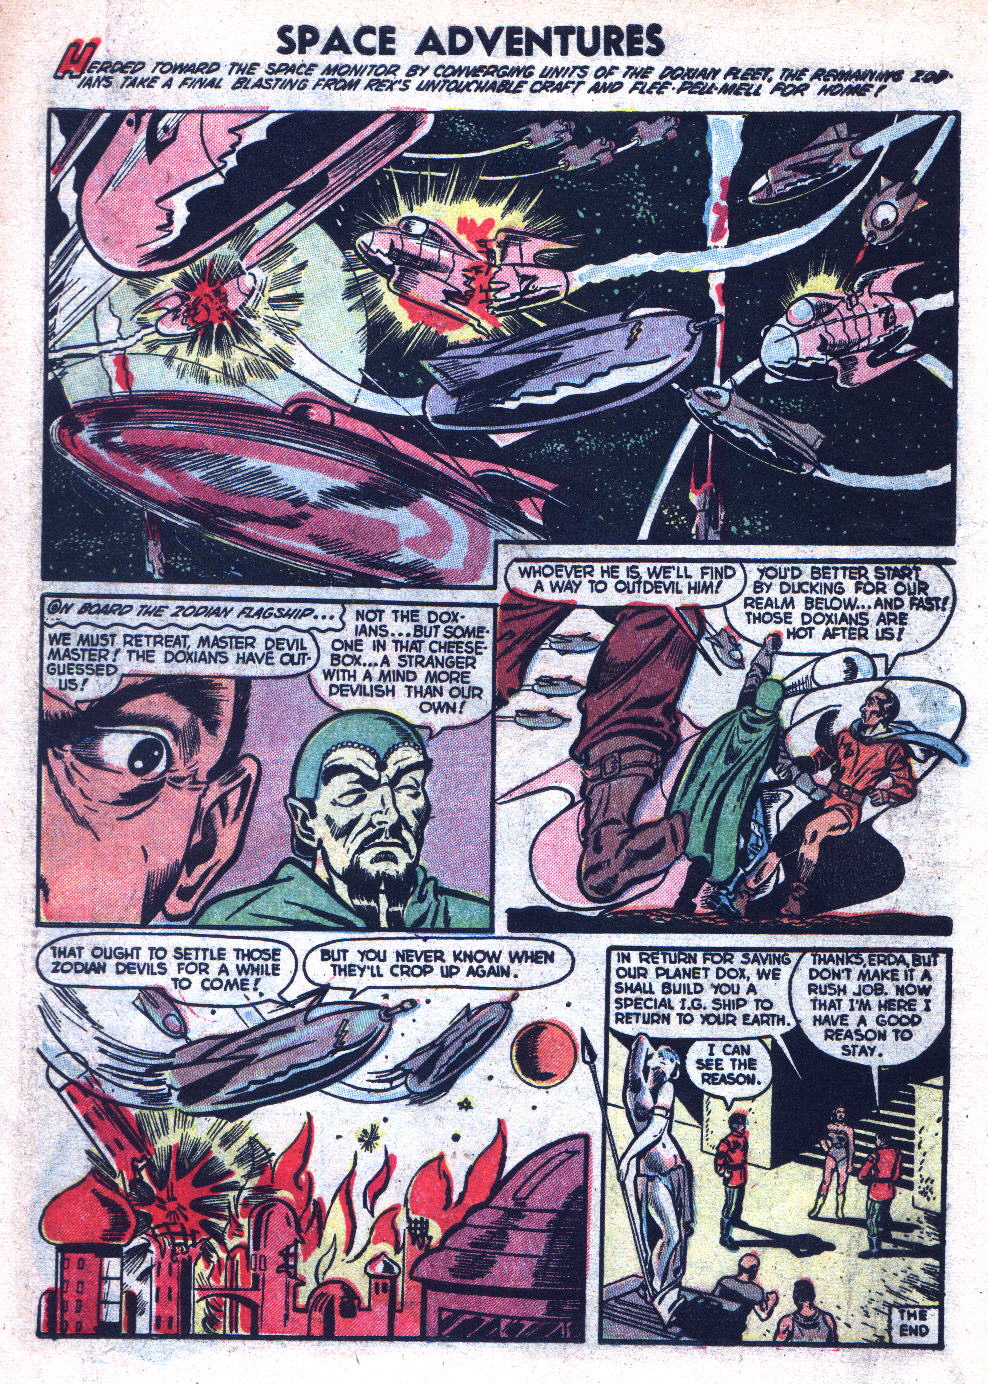 SPACE ADVENTURES
HERDED TOWARD THE SPACE MONITOR BY CONVERGING UNITS OF THE DOXIAN FLEET, THE REMAINING ZOD-
IANS TAKE A FINAL BLASTING FROM REX'S UNTOUCHABLE CRAFT AND FLEE PELL-MELL FOR HOME!
ON BOARD THE ZODIAN FLAGSHIP...
WE MUST RETREAT, MASTER DEVIL
MASTER! THE DOXIANS HAVE OUT-
GUESSED
US!
NOT THE DOX-
IANS...BUT SOME-
ONE IN THAT CHEESE-
BOX...A STRANGER
WITH A MIND MORE
DEVILISH THAN OUR
OWN!
WHOEVER HE IS, WE'LL FIND
A WAY TO OUTDEVIL HIM!
YOU'D BETTER START
BY DUCKING FOR OUR
REALM BELOW...AND FAST!
THOSE DOXIANS ARE
HOT AFTER US!
THAT OUGHT TO SETTLE THOSE
ZODIAN DEVILS FOR A WHILE
TO COME!
BUT YOU NEVER KNOW WHEN
THEY'LL CROP UP AGAIN.
IN RETURN FOR SAVING
OUR PLANET DOX, WE
SHALL BUILD YOU A
SPECIAL I.G. SHIP TO
RETURN TO YOUR EARTH.
THANKS, ERDA, BUT
DON'T MAKE IT A
RUSH JOB. NOW
THAT I'M HERE I
HAVE A GOOD
REASON TO
STAY.
I CAN
SEE THE
REASON.
THE
END